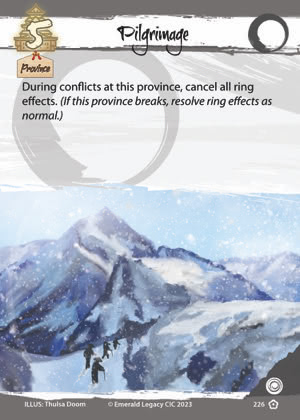 Pilgrimage
5
Province
During conflicts at this province, cancel all ring
effects. (If this province breaks, resolve ring effects as
normal.)
ILLUS: Thulsa Doom © Emerald Legacy CIC 2023 226